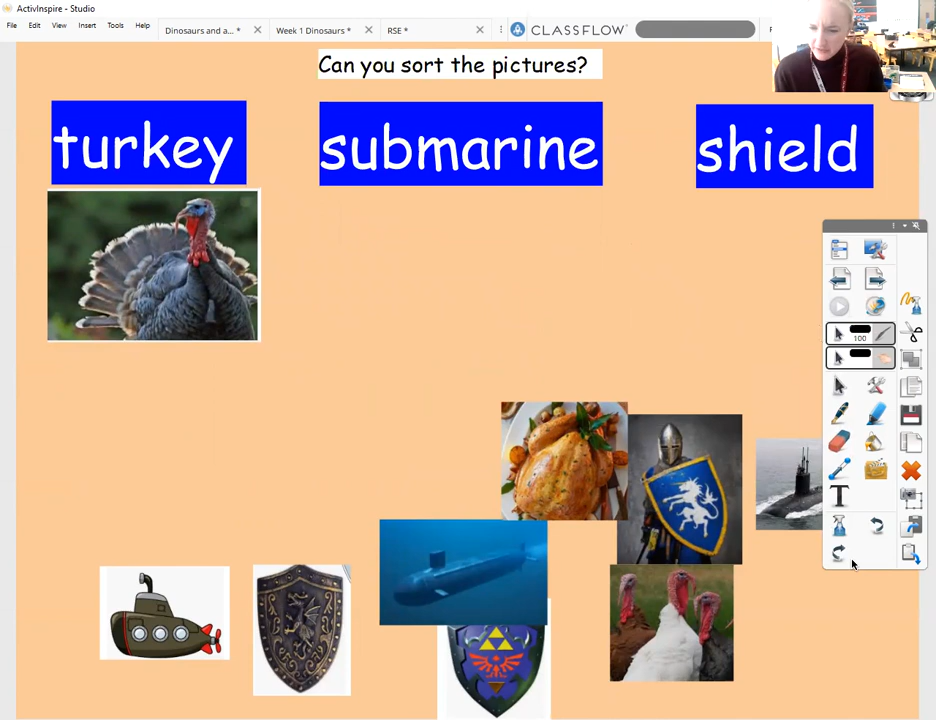 ActivInspire - Studio
File Edit View Insert Tools Help
Dinosaurs and a... * Week 1 Dinosaurs * RSE * CLASSFLOW
Can you sort the pictures?
turkey submarine shield
100
T